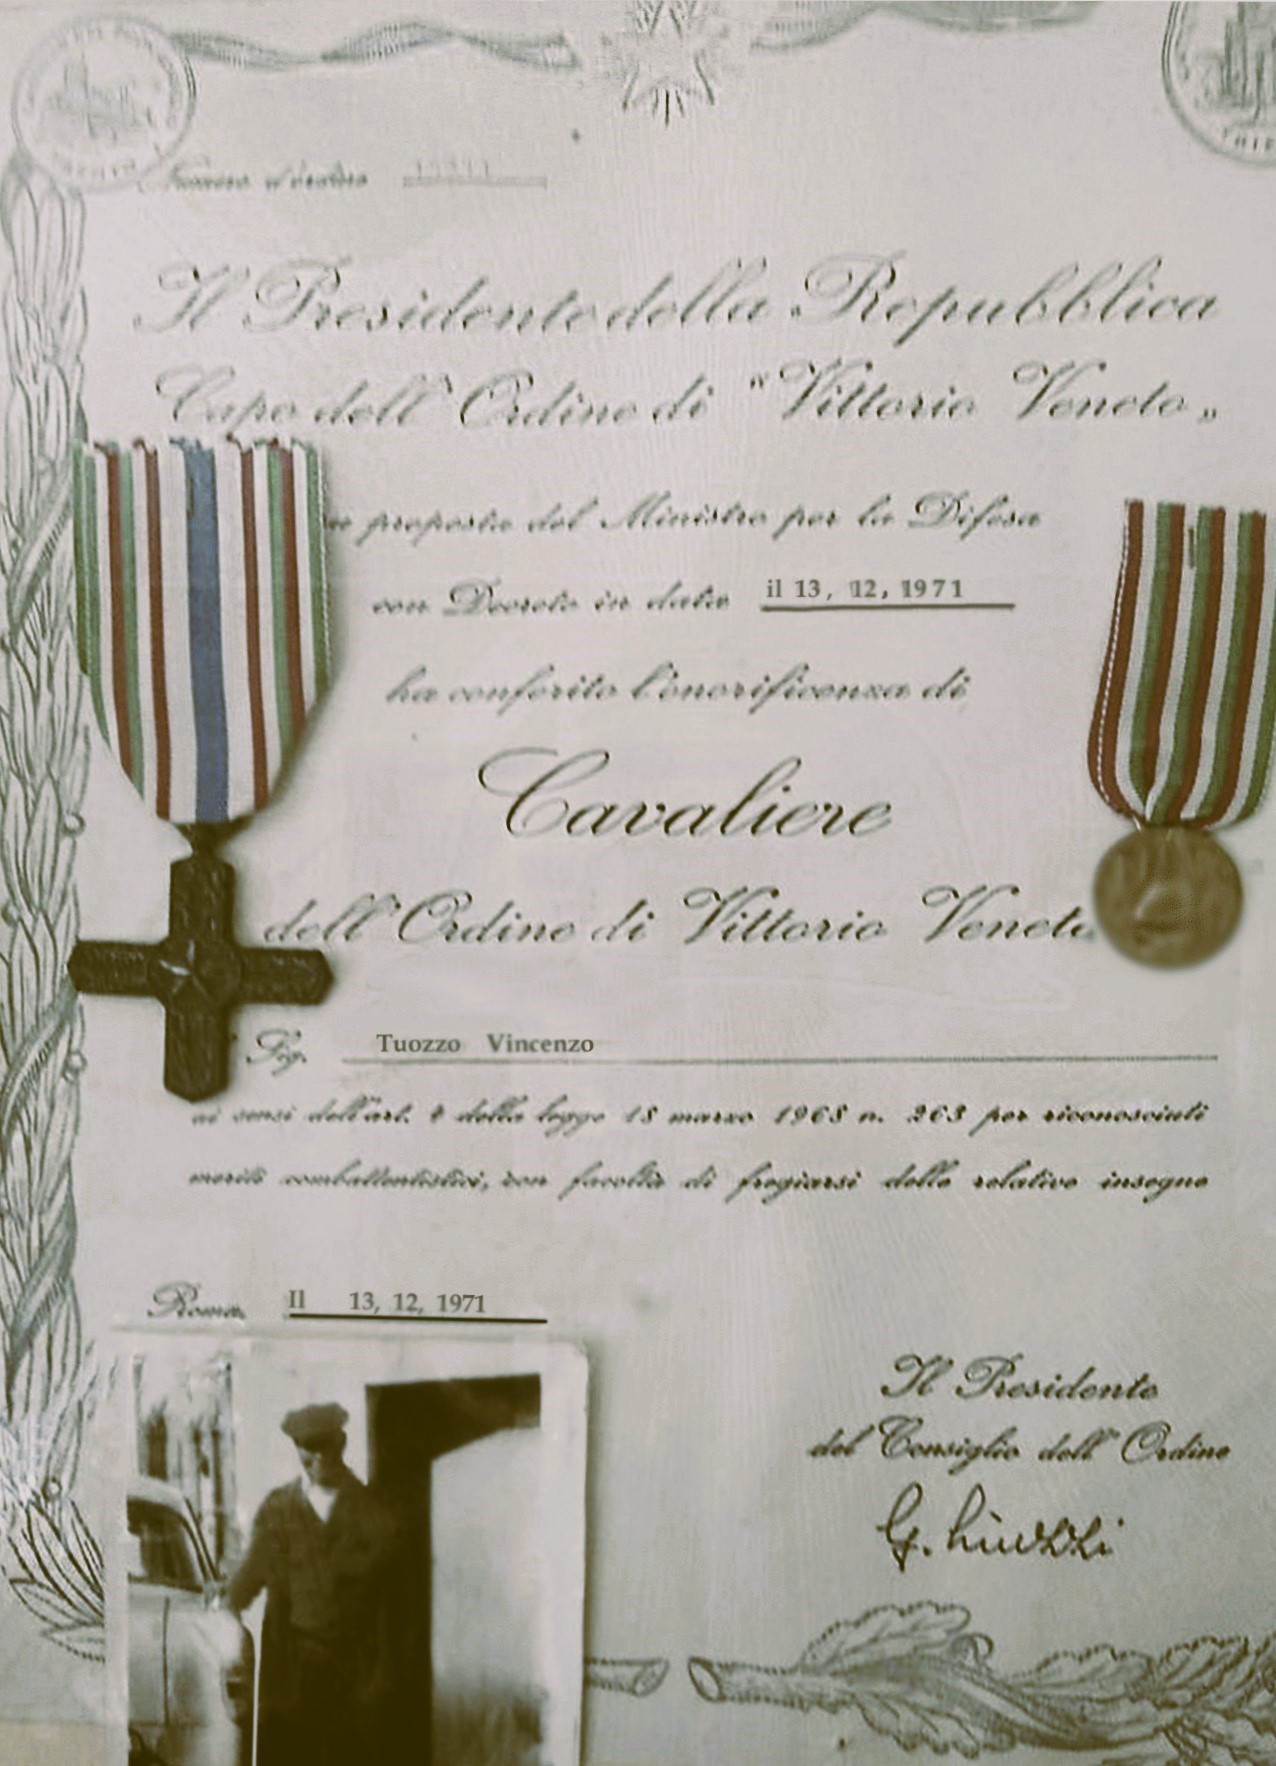 Numero d'ordine
Il Presidente della Repubblica
Capo dell'Ordine di "Vittorio Veneto„
proposta del Ministro per la Difesa
con Decreto in data il 13, 12, 1971
ha conferito l'onorificenza di
Cavaliere
dell'Ordine di Vittorio Veneto
Sig. Tuozzo Vincenzo
ai sensi dell'art. 4 della legge 18 marzo 1968 n. 263 per riconosciuti
meriti combattentistici, con facoltà di fregiarsi delle relative insegne
Roma, Il 13, 12, 1971
Il Presidente
del Consiglio dell'Ordine
G. Liuzzi